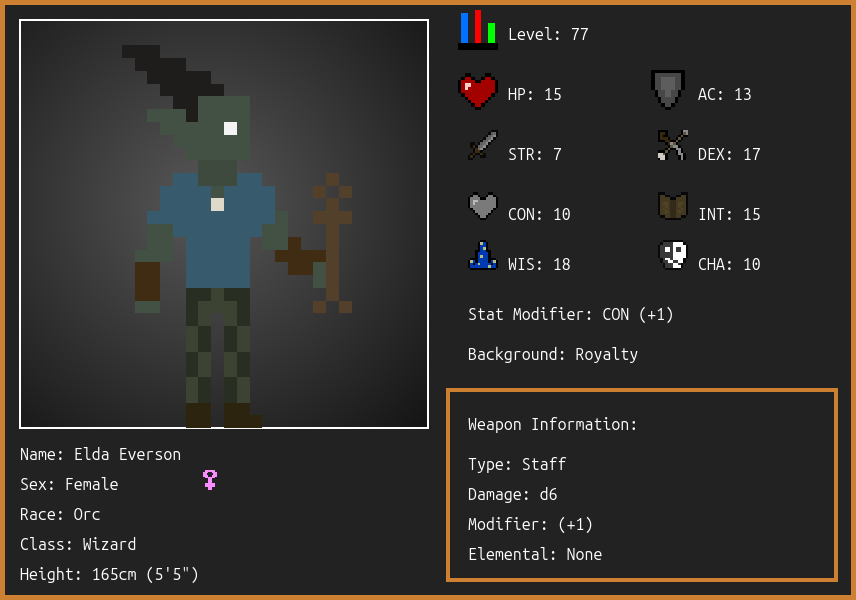 Level: 77
HP: 15
AC: 13
STR: 7
DEX: 17
CON: 10
INT: 15
WIS: 18
CHA: 10
Stat Modifier: CON (+1)
Background: Royalty
Weapon Information:
Type: Staff
Damage: d6
Modifier: (+1)
Elemental: None
Name: Elda Everson
Sex: Female
Race: Orc
Class: Wizard
Height: 165cm (5'5")